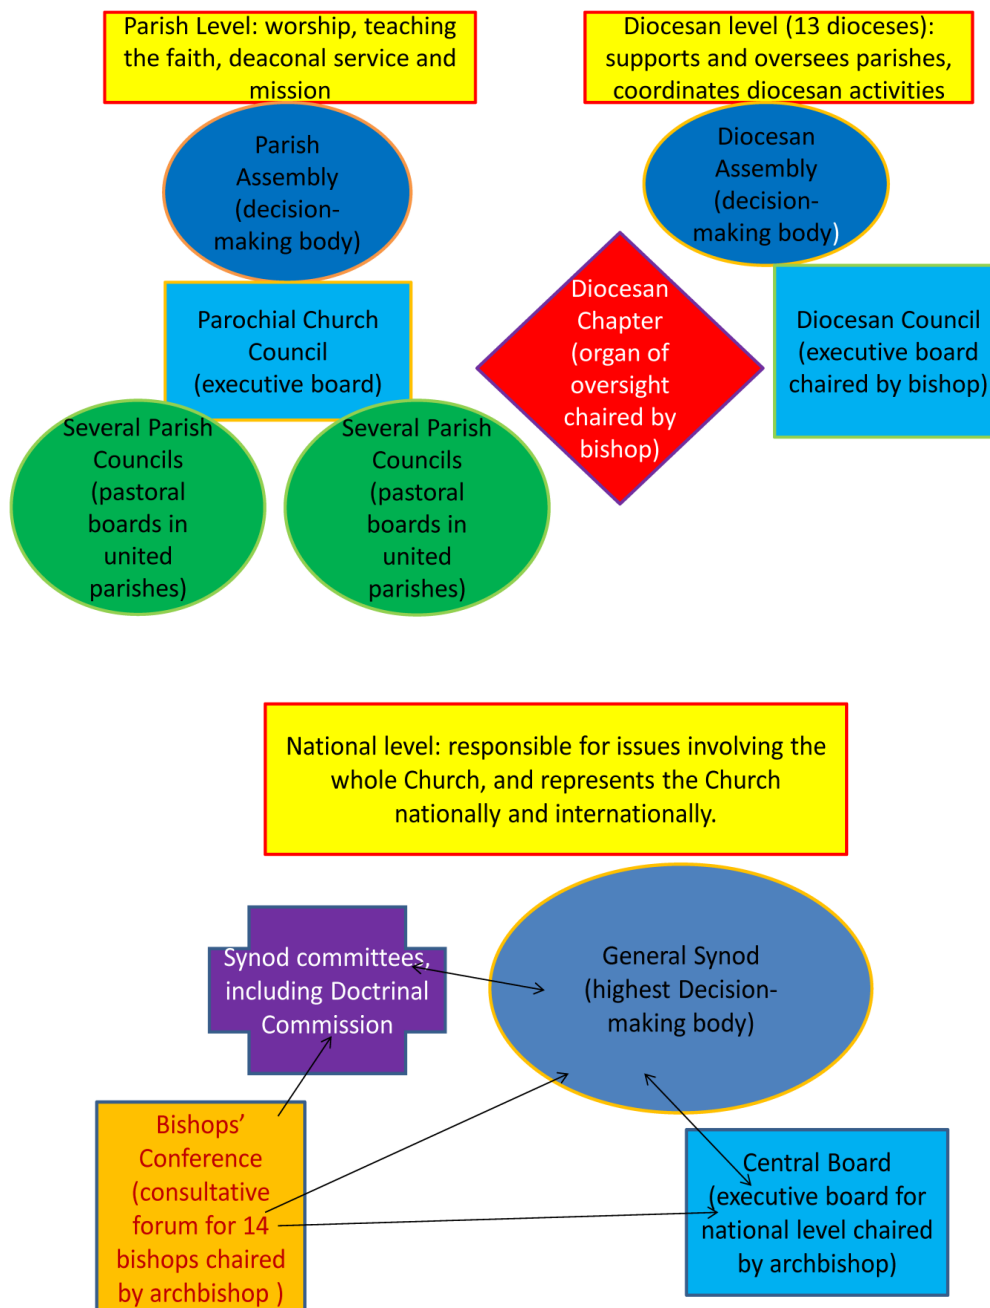 Parish Level: worship, teaching
the faith, deaconal service and
mission
Parish
Assembly
(decision-
making body)
Parochial Church
Council
(executive board)
Several Parish
Councils
(pastoral
boards in
united
parishes)
Several Parish
Councils
(pastoral
boards in
united
parishes)
Diocesan level (13 dioceses):
supports and oversees parishes,
coordinates diocesan activities
Diocesan
Assembly
(decision-
making body)
Diocesan
Chapter
(organ of
oversight
chaired by
bishop)
Diocesan Council
(executive board
chaired by bishop)
National level: responsible for issues involving the
whole Church, and represents the Church
nationally and internationally.
Synod committees,
including Doctrinal
Commission
General Synod
(highest Decision-
making body)
Bishops’
Conference
(consultative
forum for 14
bishops chaired
by archbishop )
Central Board
(executive board for
national level chaired
by archbishop)